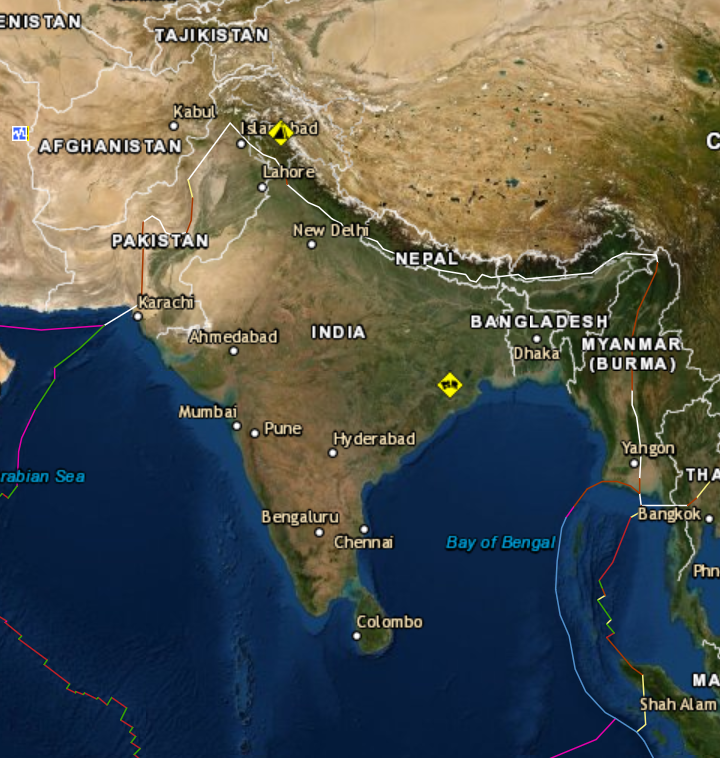 ENISTAN
TAJIKISTAN
Kabul
Islamabad
AFGHANISTAN
C
Lahore
New Delhi
PAKISTAN
NEPAL
Karachi
BANGLADESH
INDIA
Ahmedabad
MYANMAR
(BURMA)
Dhaka
Mumbai
Pune
Hyderabad
Yangon
rabian Sea
THA
Bengaluru
Bangkok
Chennai
Bay of Bengal
Phn
Colombo
MA
Shah Alam